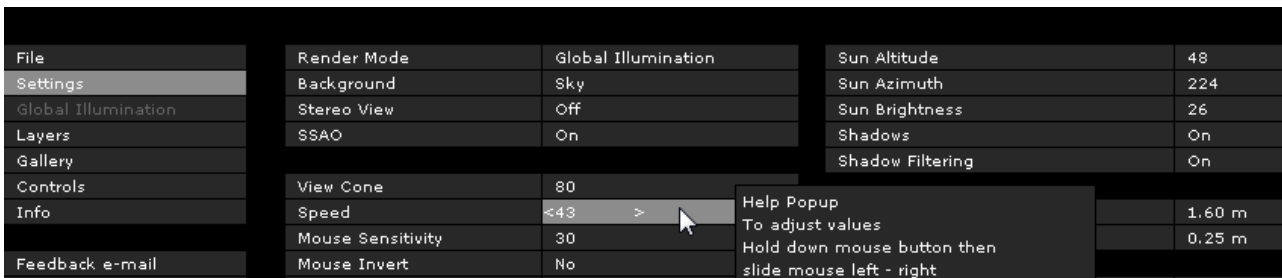 File
Settings
Global Illumination
Layers
Gallery
Controls
Info
Feedback e-mail
Render Mode Global Illumination
Background Sky
Stereo View Off
SSAO On
View Cone 80
Speed <43 >
Mouse Sensitivity 30
Mouse Invert No
Sun Altitude 48
Sun Azimuth 224
Sun Brightness 26
Shadows On
Shadow Filtering On
1.60 m
0.25 m
Help Popup
To adjust values
Hold down mouse button then
slide mouse left - right